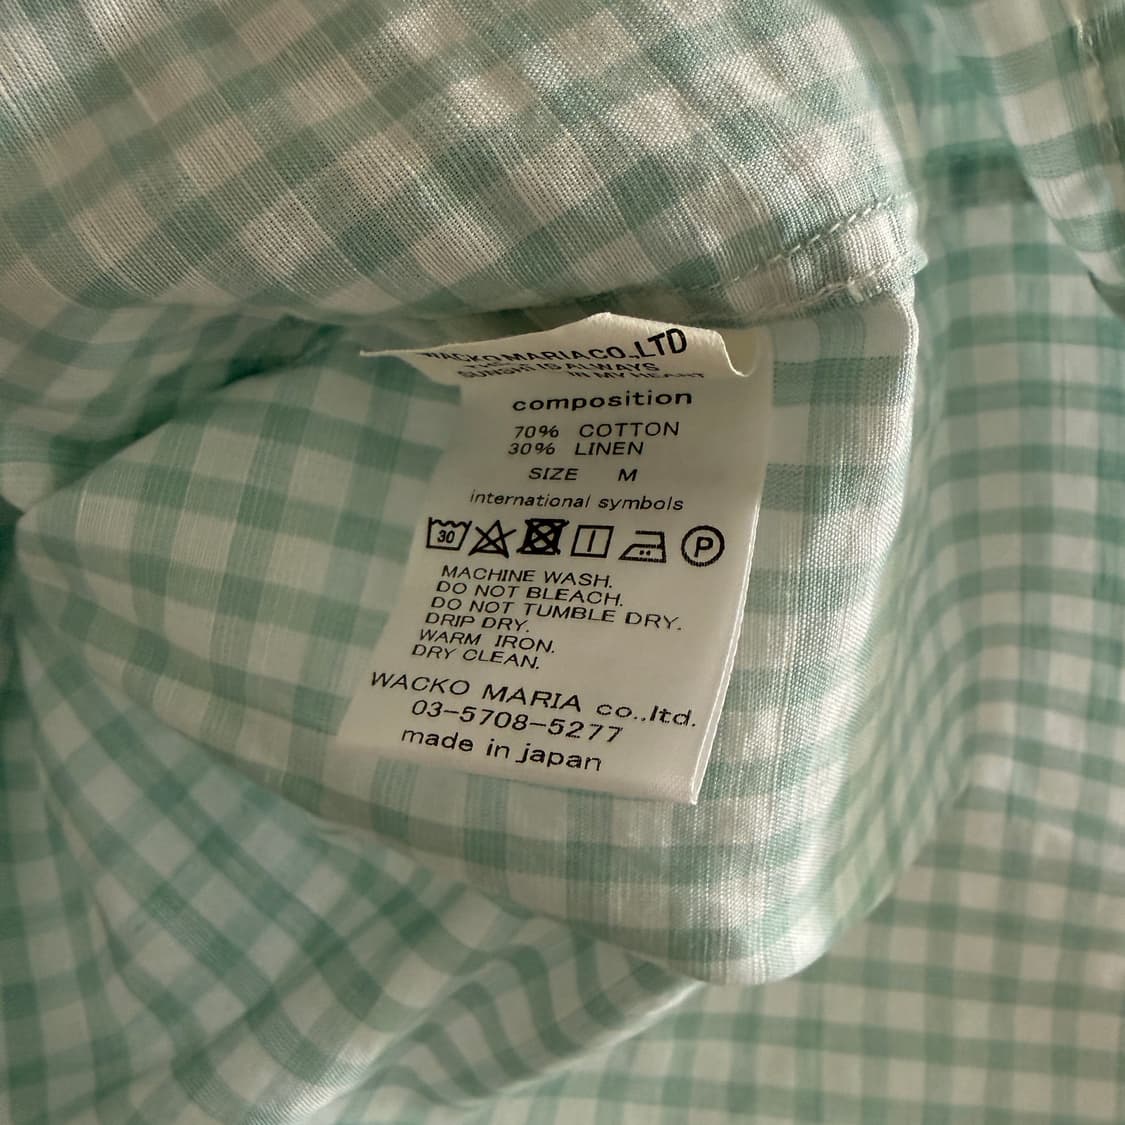 WACKO MARIA CO.,LTD
SUNSHI IS ALWAYS
IN MY HEART
composition
70% COTTON
30% LINEN
SIZE M
international symbols
30 P
MACHINE WASH.
DO NOT BLEACH.
DO NOT TUMBLE DRY.
DRIP DRY.
WARM IRON.
DRY CLEAN.
WACKO MARIA co.,ltd.
03-5708-5277
made in japan